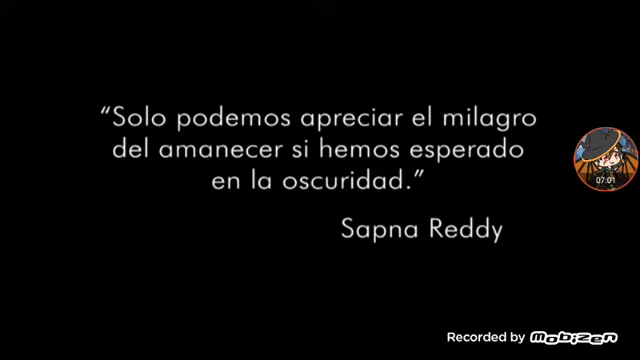 “Solo podemos apreciar el milagro
del amanecer si hemos esperado
en la oscuridad.”
Sapna Reddy
07:01
Recorded by mobizen